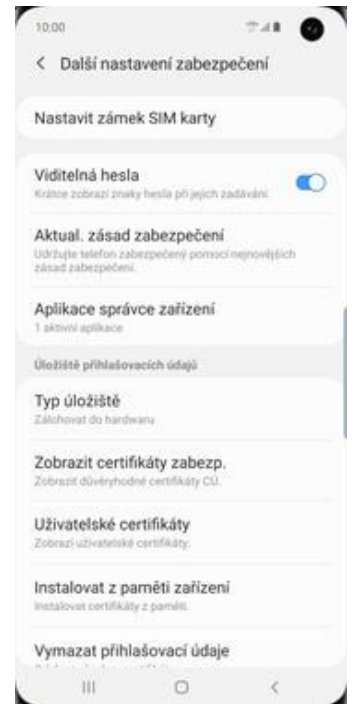 10:00
Další nastavení zabezpečení
Nastavit zámek SIM karty
Viditelná hesla
Krátce zobrazí znaky hesla při jejich zadávání.
Aktual. zásad zabezpečení
Udržujte telefon zabezpečený pomocí nejnovějších
zásad zabezpečení.
Aplikace správce zařízení
1 aktivní aplikace
Úložiště přihlašovacích údajů
Typ úložiště
Zálohovat do hardwaru
Zobrazit certifikáty zabezp.
Zobrazit důvěryhodné certifikáty CÚ.
Uživatelské certifikáty
Zobrazí uživatelské certifikáty.
Instalovat z paměti zařízení
Instalovat certifikáty z paměti.
Vymazat přihlašovací údaje